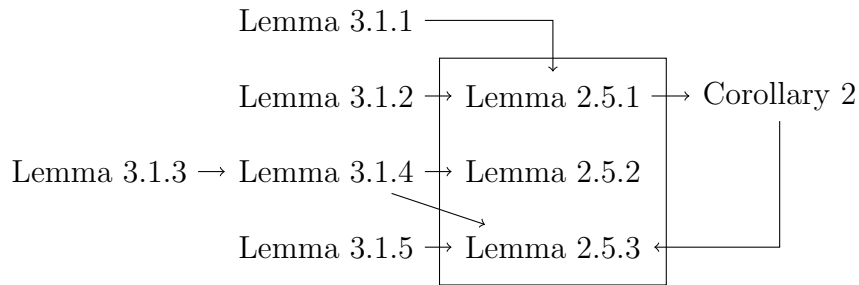 Lemma 3.1.1
Lemma 3.1.2 Lemma 2.5.1 Corollary 2
Lemma 3.1.3 Lemma 3.1.4 Lemma 2.5.2
Lemma 3.1.5 Lemma 2.5.3